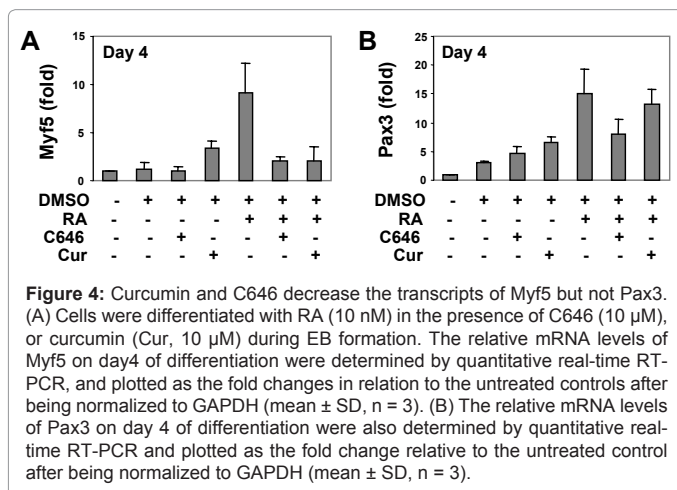 A
Day 4
Myf5 (fold)
15
10
5
0
DMSO - + + + + + +
RA - - - - + + +
C646 - - + - - + -
Cur - - - + - - +
B
Day 4
Pax3 (fold)
25
20
15
10
5
0
DMSO - + + + + + +
RA - - - - + + +
C646 - - + - - + -
Cur - - - + - - +
Figure 4: Curcumin and C646 decrease the transcripts of Myf5 but not Pax3.
(A) Cells were differentiated with RA (10 nM) in the presence of C646 (10 µM),
or curcumin (Cur, 10 µM) during EB formation. The relative mRNA levels of
Myf5 on day4 of differentiation were determined by quantitative real-time RT-
PCR, and plotted as the fold changes in relation to the untreated controls after
being normalized to GAPDH (mean ± SD, n = 3). (B) The relative mRNA levels
of Pax3 on day 4 of differentiation were also determined by quantitative real-
time RT-PCR and plotted as the fold change relative to the untreated control
after being normalized to GAPDH (mean ± SD, n = 3).